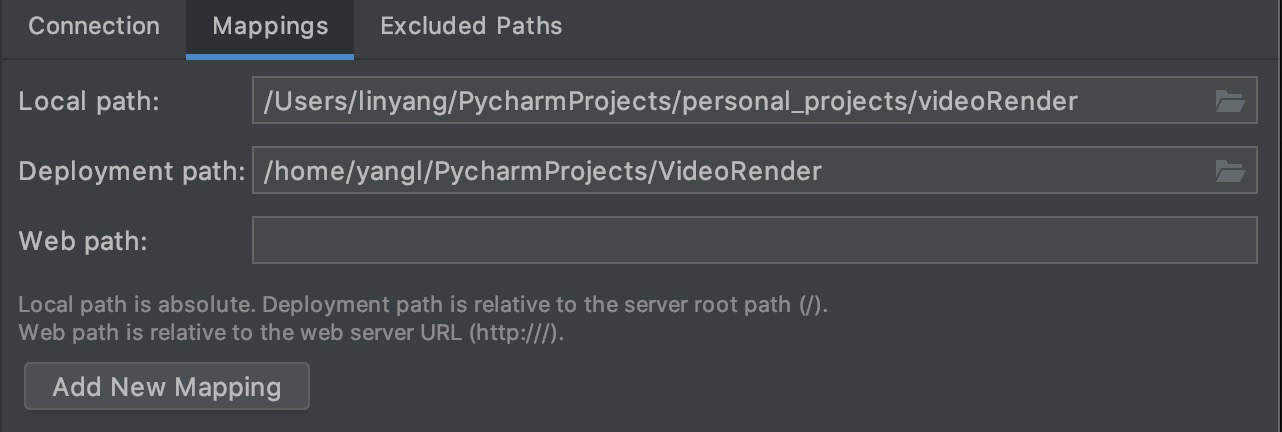 Connection Mappings Excluded Paths
Local path: /Users/linyang/PycharmProjects/personal_projects/videoRender
Deployment path: /home/yangl/PycharmProjects/VideoRender
Web path:
Local path is absolute. Deployment path is relative to the server root path (/).
Web path is relative to the web server URL (http:///).
Add New Mapping